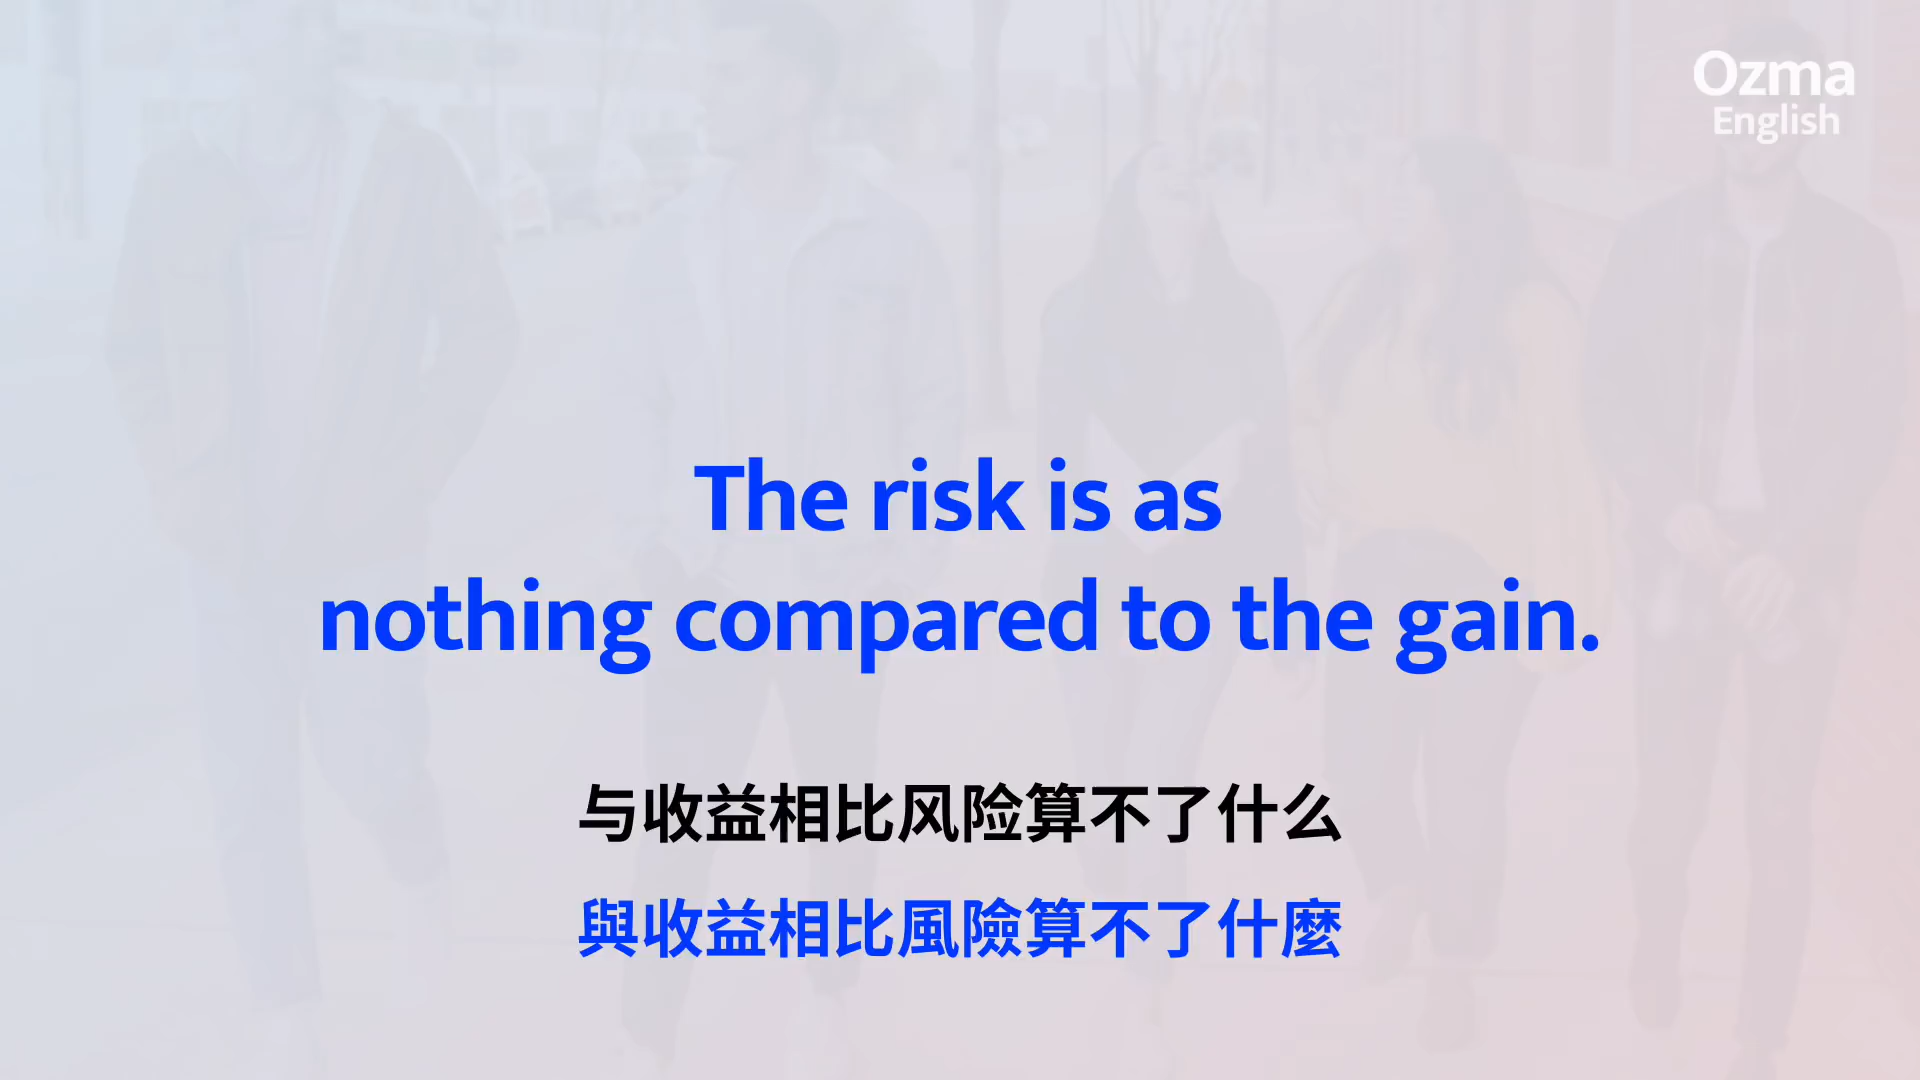 Ozma
English
The risk is as
nothing compared to the gain.
与收益相比风险算不了什么
與收益相比風險算不了什麼